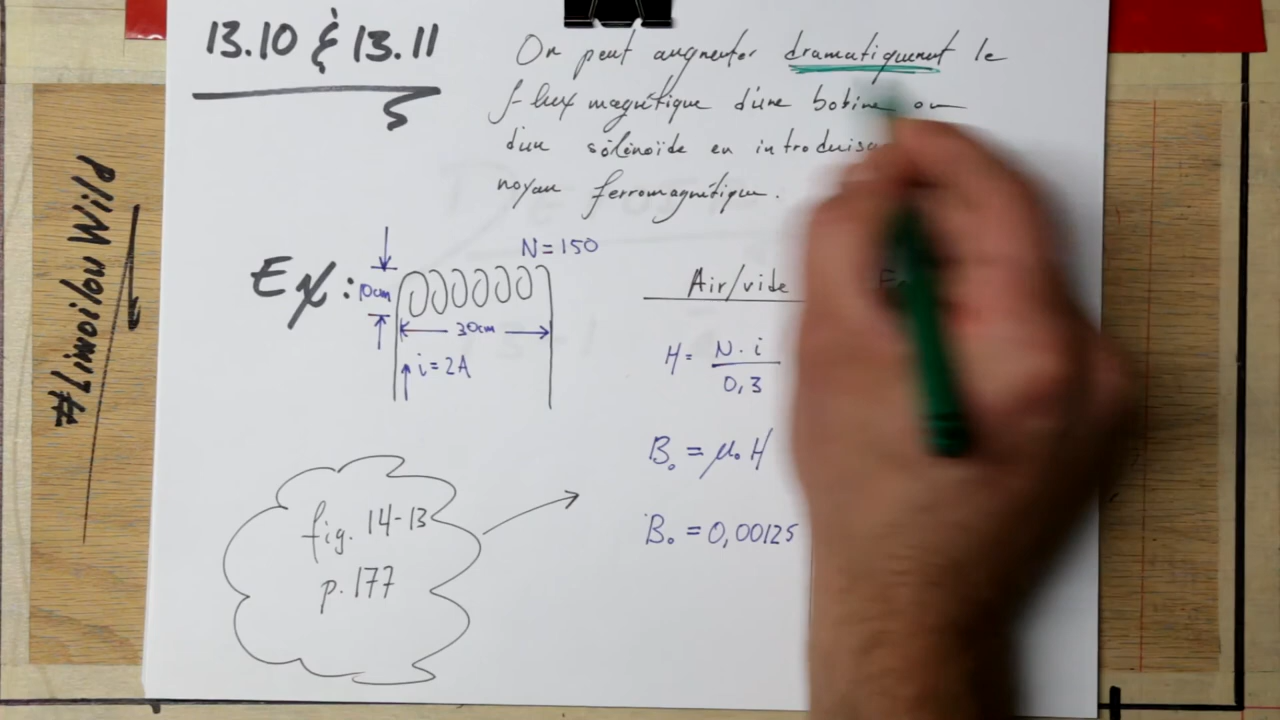 13.10 & 13.11
On peut augmenter dramatiquement le
flux magnétique d'une bobine ou
d'un solénoïde en
noyau ferromagnétique.
#Limoilou Wild
Ex:
N=150
10cm
30cm
i=2A
Air/vide
H= N·i
0,3
B₀ = μ₀ H
B₀ = 0,00125
fig. 14-13
p. 177